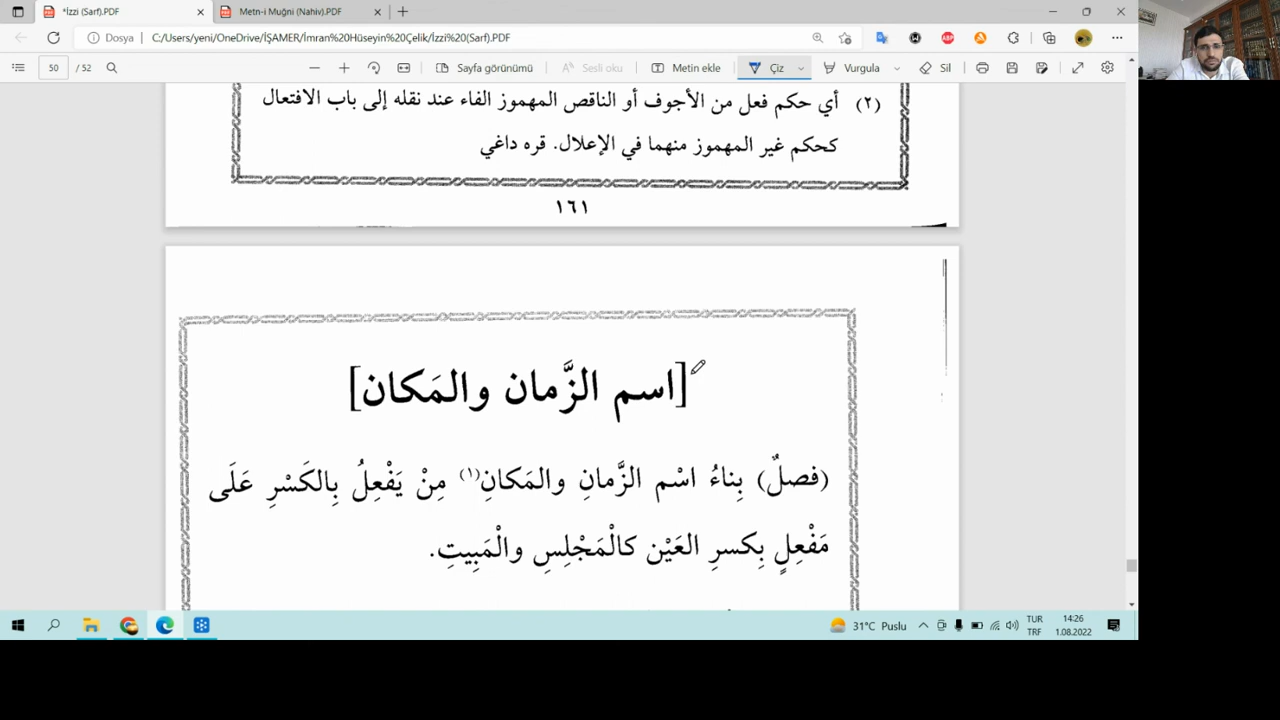 *İzzi (Sarf).PDF
Metn-i Muğni (Nahiv).PDF
Dosya
C:/Users/yeni/OneDrive/İŞAMER/İmran%20Hüseyin%20Çelik/İzzi%20(Sarf).PDF
50 / 52
Sayfa görünümü
Sesli oku
Metin ekle
Çiz
Vurgula
Sil
(٢) أي حكم فعل من الأجوف أو الناقص المهموز الفاء عند نقله إلى باب الافتعال
كحكم غير المهموز منهما في الإعلال. قره داغي
١٦١
[اسم الزَّمان والمَكان]
(فصلٌ) بِناءُ اسْم الزَّمانِ والمَكانِ(١) مِنْ يَفْعِلُ بِالكَسْرِ عَلَى
مَفْعِلٍ بِكسرِ العَيْن كالْمَجْلِسِ والْمَبِيتِ.
31°C Puslu
TUR
TRF
14:26
1.08.2022